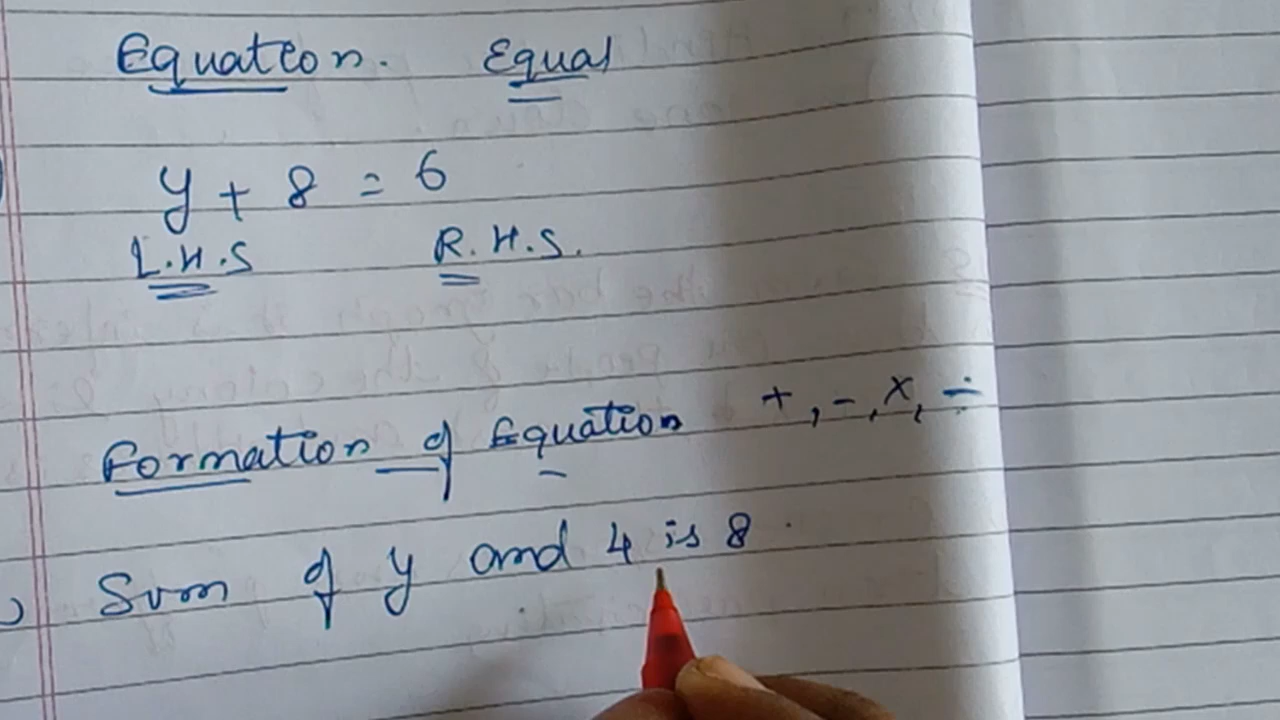 Equation. Equal
y + 8 = 6
L.H.S R.H.S.
Formation of Equation +, -, x, ÷
Sum of y and 4 is 8.